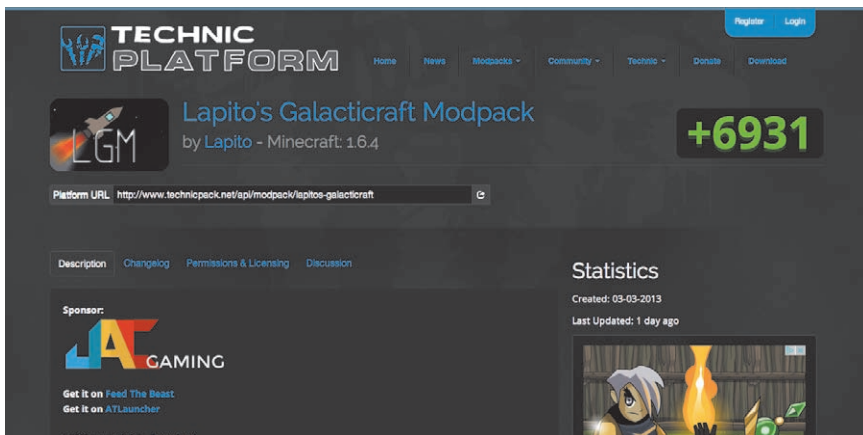 Register Login
TECHNIC
PLATFORM
Home News Modpacks Community Technic Donate Download
LGM
Lapito's Galacticraft Modpack
by Lapito - Minecraft: 1.6.4
+6931
Platform URL http://www.technicpack.net/api/modpack/lapitos-galacticraft
Description Changelog Permissions & Licensing Discussion
Sponsor:
JAC GAMING
Get it on Feed The Beast
Get it on ATLauncher
Statistics
Created: 03-03-2013
Last Updated: 1 day ago